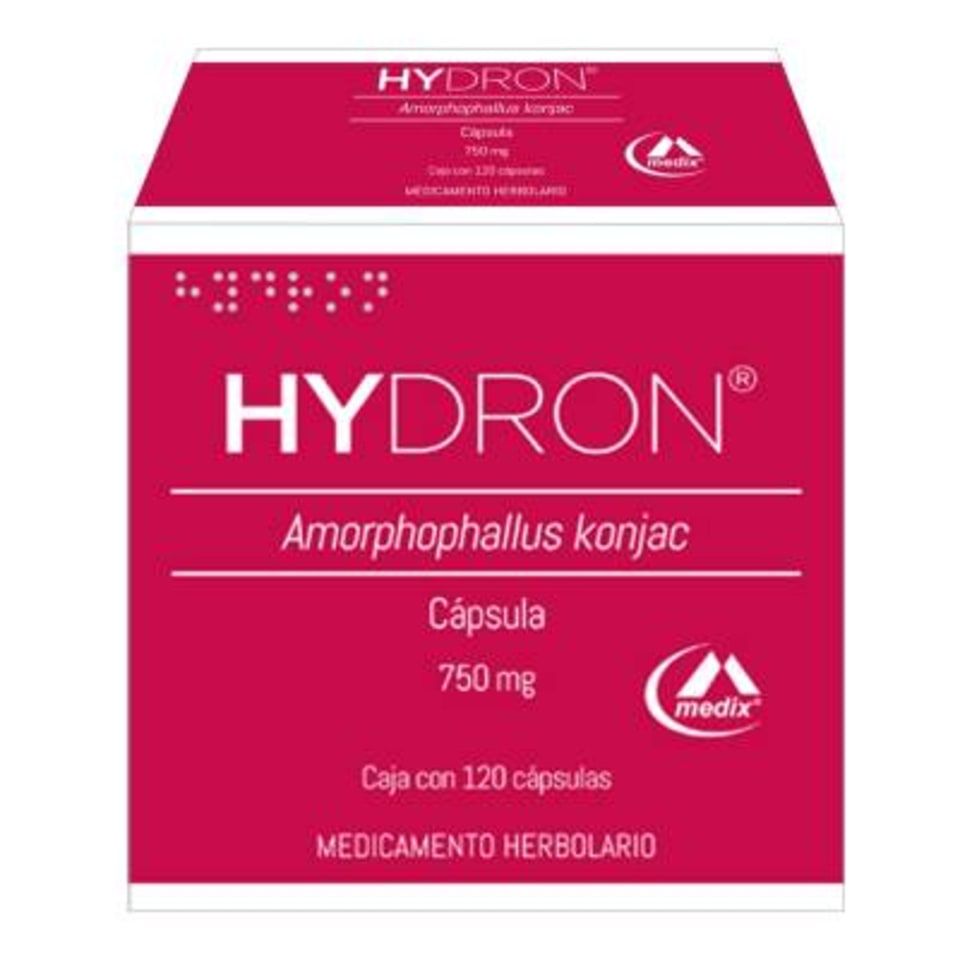 HYDRON®
Amorphophallus konjac
Cápsula
750 mg
Caja con 120 cápsulas
MEDICAMENTO HERBOLARIO
medix®
⠓⠽⠙⠗⠕⠝
HYDRON®
Amorphophallus konjac
Cápsula
750 mg
medix®
Caja con 120 cápsulas
MEDICAMENTO HERBOLARIO